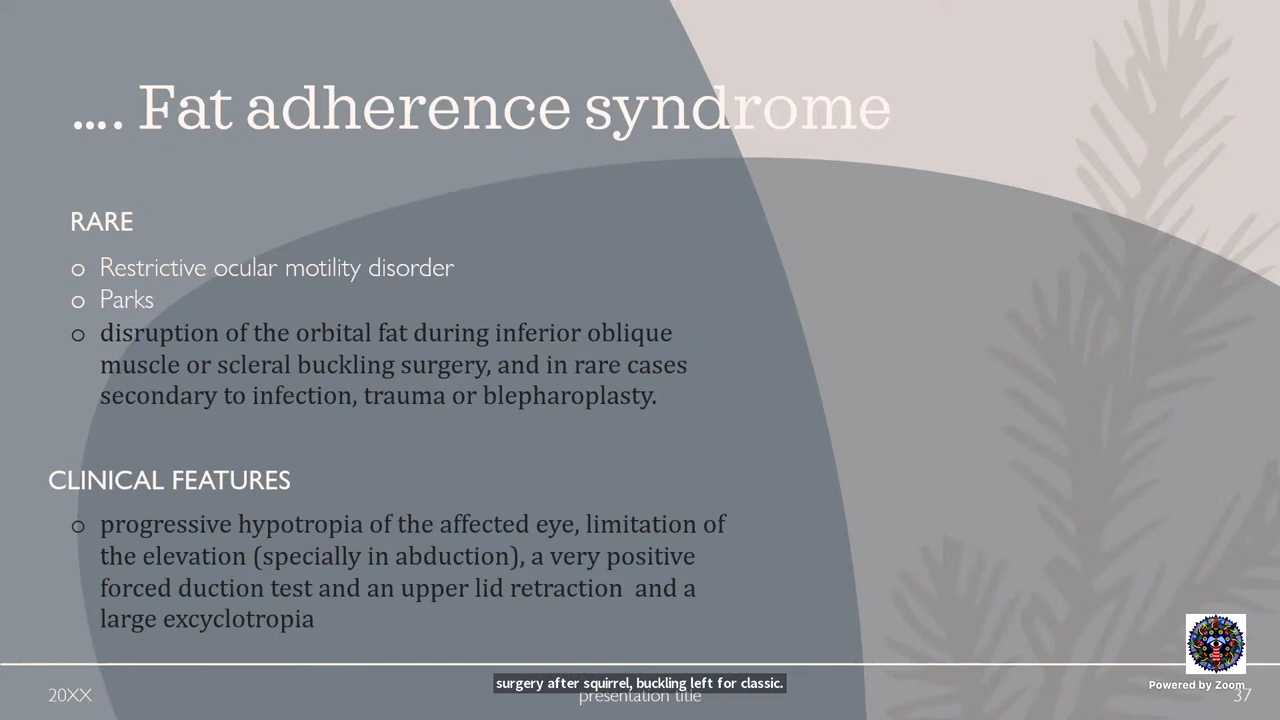 .... Fat adherence syndrome
RARE
o Restrictive ocular motility disorder
o Parks
o disruption of the orbital fat during inferior oblique
muscle or scleral buckling surgery, and in rare cases
secondary to infection, trauma or blepharoplasty.
CLINICAL FEATURES
o progressive hypotropia of the affected eye, limitation of
the elevation (specially in abduction), a very positive
forced duction test and an upper lid retraction and a
large excyclotropia
surgery after squirrel, buckling left for classic.
Powered by Zoom
20XX
presentation title
37